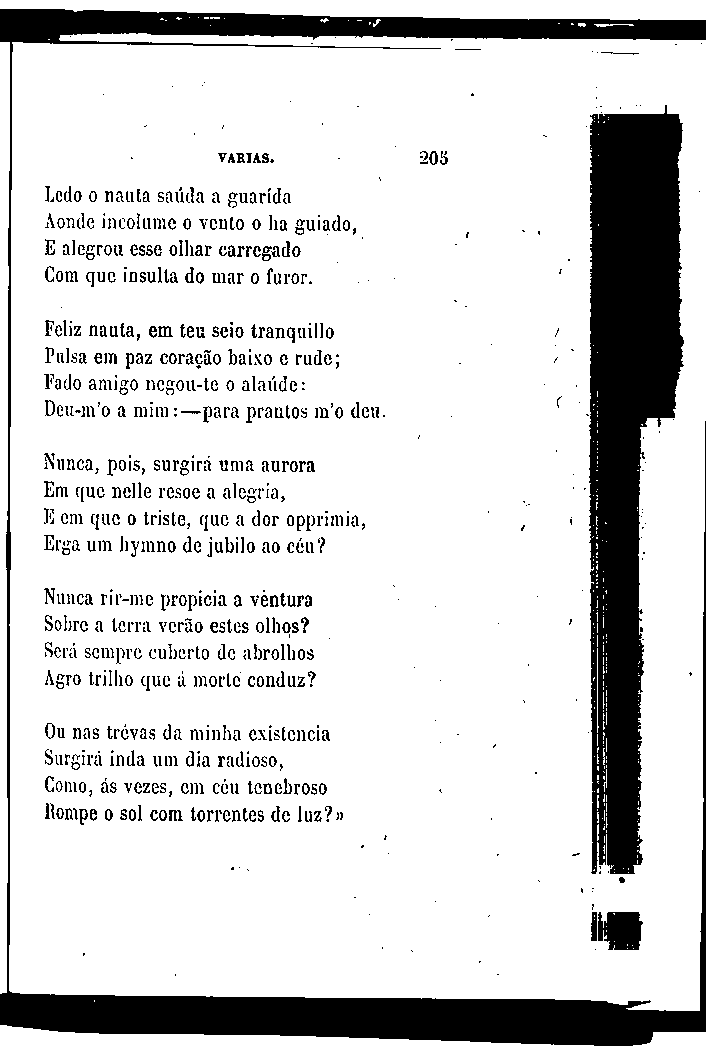 VARIAS. 205
Ledo o nauta saúda a guarída
Aonde incolume o vento o ha guiado,
E alegrou esse olhar carregado
Com que insulta do mar o furor.
Feliz nauta, em teu seio tranquillo
Pulsa em paz coração baixo e rude;
Fado amigo negou-te o alaúde:
Deu-m'o a mim:—para prantos m'o deu.
Nunca, pois, surgirá uma aurora
Em que nelle resoe a alegria,
E em que o triste, que a dor opprimia,
Erga um hymno de jubilo ao céu?
Nunca rir-me propicia a ventura
Sobre a terra verão estes olhos?
Será sempre cuberto de abrolhos
Agro trilho que á morte conduz?
Ou nas trévas da minha existencia
Surgirá inda um dia radioso,
Como, ás vezes, em céu tenebroso
Rompe o sol com torrentes de luz?»